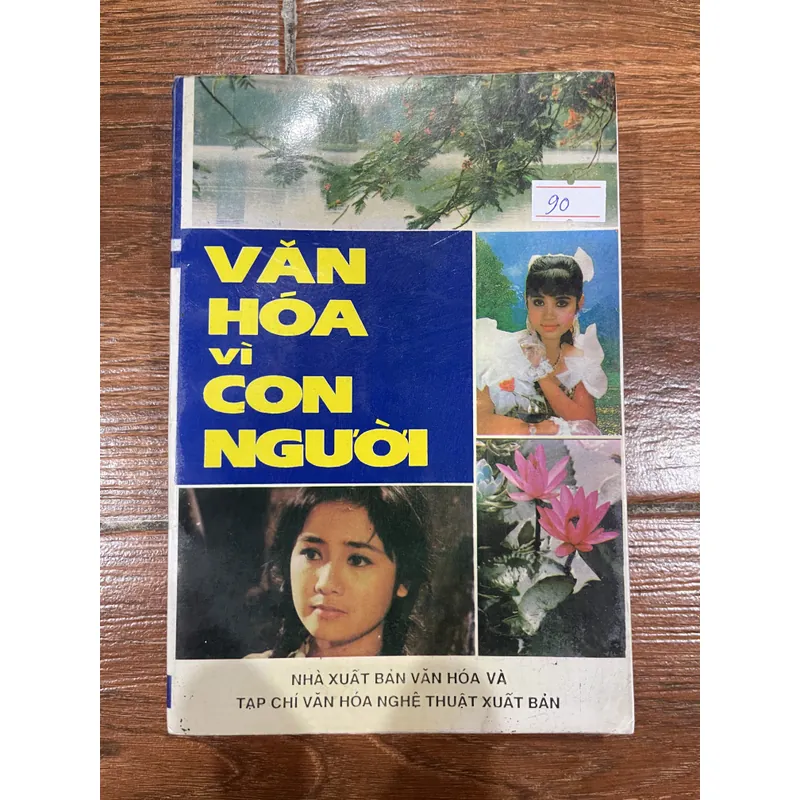 90
VĂN
HÓA
vì
CON
NGƯỜI
NHÀ XUẤT BẢN VĂN HÓA VÀ
TẠP CHÍ VĂN HÓA NGHỆ THUẬT XUẤT BẢN